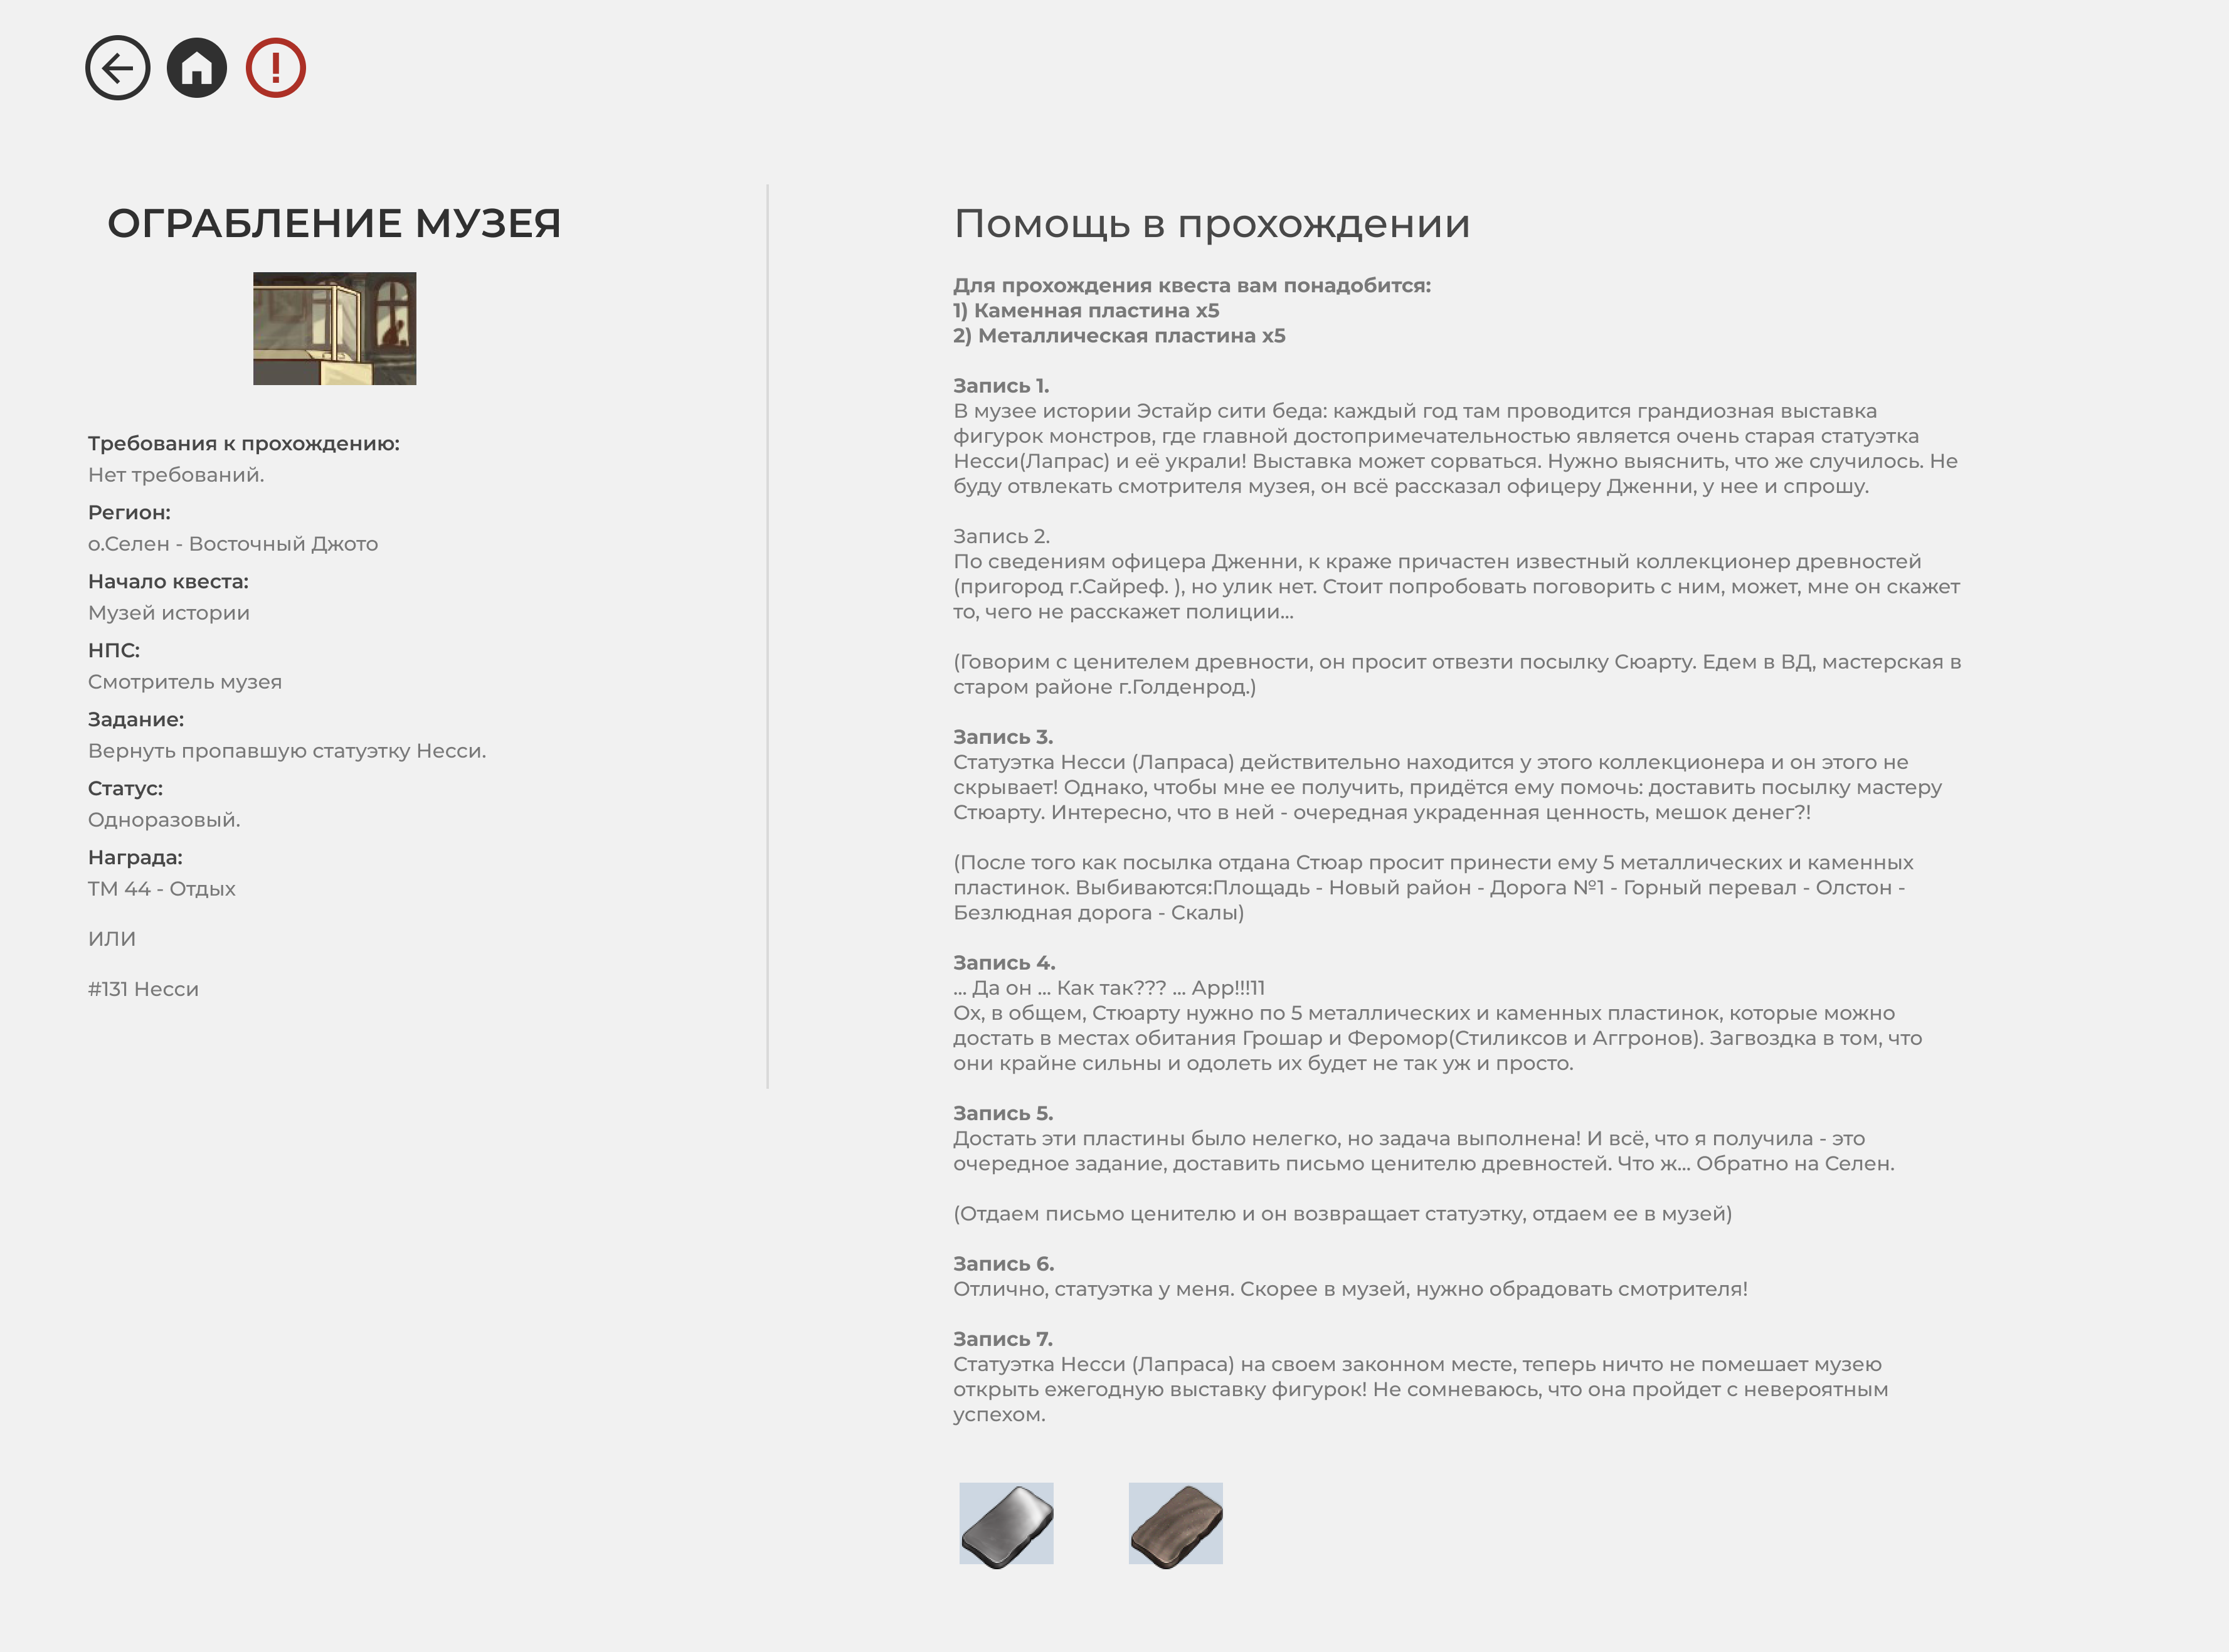 ОГРАБЛЕНИЕ МУЗЕЯ
Требования к прохождению:
Нет требований.
Регион:
о.Селен - Восточный Джото
Начало квеста:
Музей истории
НПС:
Смотритель музея
Задание:
Вернуть пропавшую статуэтку Несси.
Статус:
Одноразовый.
Награда:
ТМ 44 - Отдых
ИЛИ
#131 Несси
Помощь в прохождении
Для прохождения квеста вам понадобится:
1) Каменная пластина х5
2) Металлическая пластина х5
Запись 1.
В музее истории Эстайр сити беда: каждый год там проводится грандиозная выставка
фигурок монстров, где главной достопримечательностью является очень старая статуэтка
Несси(Лапрас) и её украли! Выставка может сорваться. Нужно выяснить, что же случилось. Не
буду отвлекать смотрителя музея, он всё рассказал офицеру Дженни, у нее и спрошу.
Запись 2.
По сведениям офицера Дженни, к краже причастен известный коллекционер древностей
(пригород г.Сайреф. ), но улик нет. Стоит попробовать поговорить с ним, может, мне он скажет
то, чего не расскажет полиции...
(Говорим с ценителем древности, он просит отвезти посылку Сюарту. Едем в ВД, мастерская в
старом районе г.Голденрод.)
Запись 3.
Статуэтка Несси (Лапраса) действительно находится у этого коллекционера и он этого не
скрывает! Однако, чтобы мне ее получить, придётся ему помочь: доставить посылку мастеру
Стюарту. Интересно, что в ней - очередная украденная ценность, мешок денег?!
(После того как посылка отдана Стюар просит принести ему 5 металлических и каменных
пластинок. Выбиваются:Площадь - Новый район - Дорога №1 - Горный перевал - Олстон -
Безлюдная дорога - Скалы)
Запись 4.
... Да он ... Как так??? ... Арр!!!11
Ох, в общем, Стюарту нужно по 5 металлических и каменных пластинок, которые можно
достать в местах обитания Грошар и Феромор(Стиликсов и Аггронов). Загвоздка в том, что
они крайне сильны и одолеть их будет не так уж и просто.
Запись 5.
Достать эти пластины было нелегко, но задача выполнена! И всё, что я получила - это
очередное задание, доставить письмо ценителю древностей. Что ж... Обратно на Селен.
(Отдаем письмо ценителю и он возвращает статуэтку, отдаем ее в музей)
Запись 6.
Отлично, статуэтка у меня. Скорее в музей, нужно обрадовать смотрителя!
Запись 7.
Статуэтка Несси (Лапраса) на своем законном месте, теперь ничто не помешает музею
открыть ежегодную выставку фигурок! Не сомневаюсь, что она пройдет с невероятным
успехом.